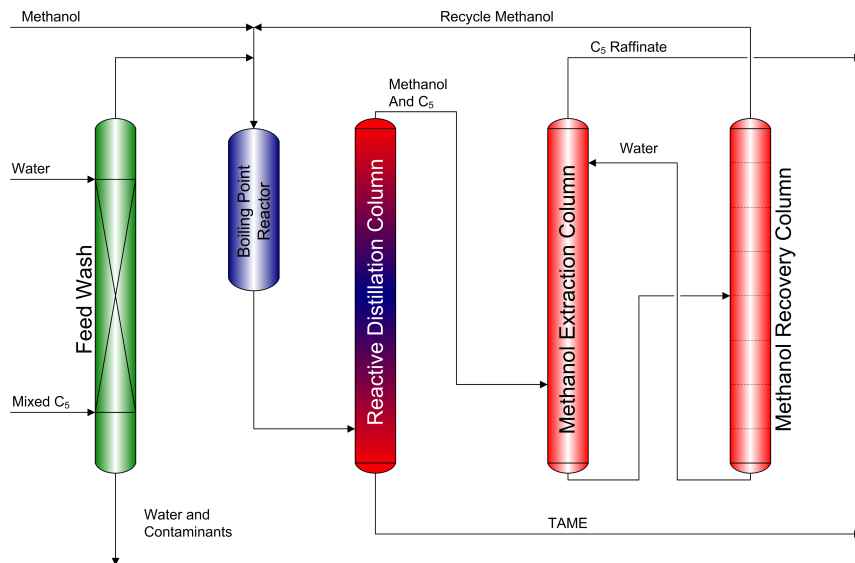 Methanol
Recycle Methanol
C₅ Raffinate
Methanol
And C₅
Water
Water
Feed Wash
Boiling Point
Reactor
Reactive Distillation Column
Methanol Extraction Column
Methanol Recovery Column
Mixed C₅
Water and
Contaminants
TAME